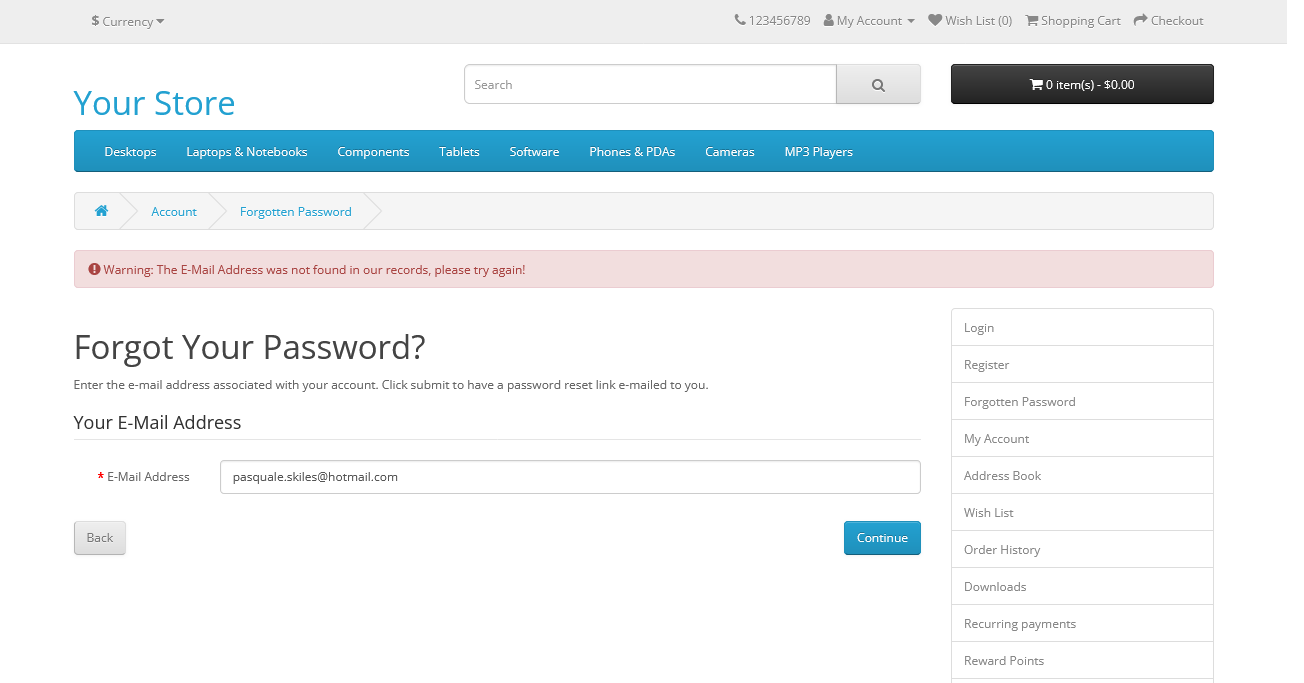 $ Currency
123456789 My Account Wish List (0) Shopping Cart Checkout
Your Store
Search
0 item(s) - $0.00
Desktops Laptops & Notebooks Components Tablets Software Phones & PDAs Cameras MP3 Players
Account Forgotten Password
Warning: The E-Mail Address was not found in our records, please try again!
Forgot Your Password?
Enter the e-mail address associated with your account. Click submit to have a password reset link e-mailed to you.
Your E-Mail Address
* E-Mail Address pasquale.skiles@hotmail.com
Back Continue
Login
Register
Forgotten Password
My Account
Address Book
Wish List
Order History
Downloads
Recurring payments
Reward Points